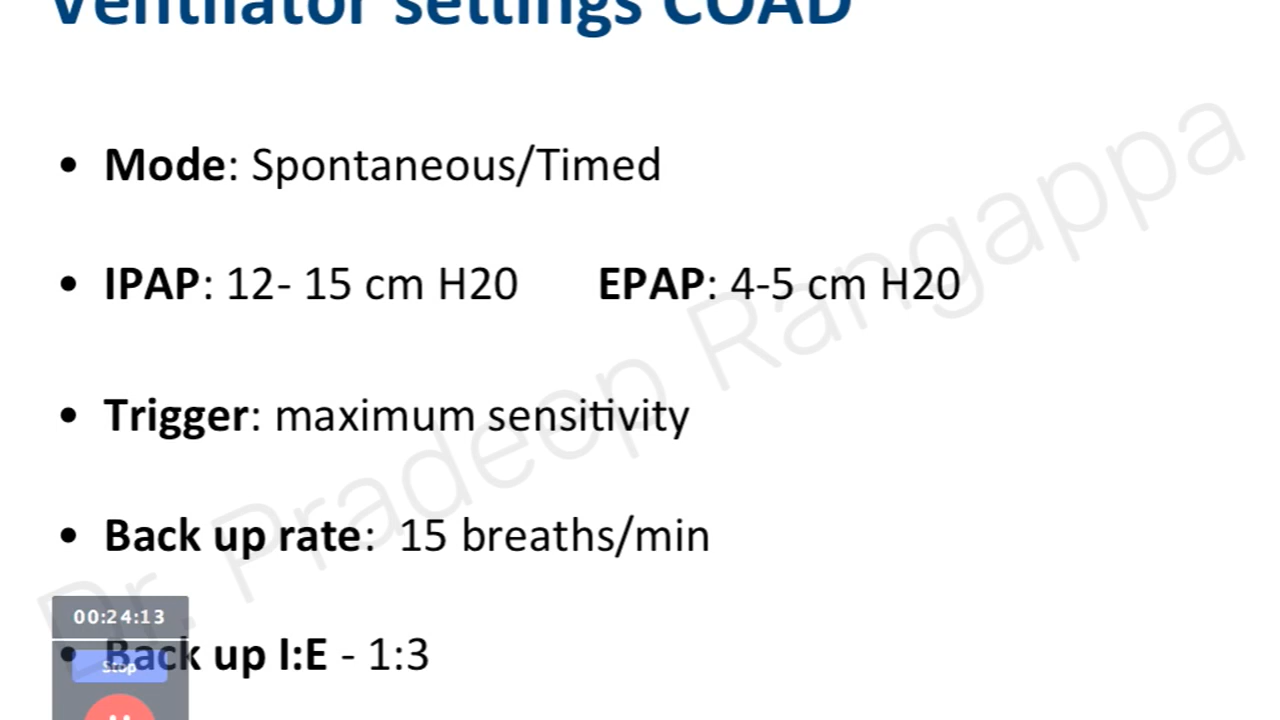 Ventilator settings COAD
• Mode: Spontaneous/Timed
• IPAP: 12- 15 cm H20 EPAP: 4-5 cm H20
• Trigger: maximum sensitivity
• Back up rate: 15 breaths/min
• Back up I:E - 1:3
Dr. Pradeep Rangappa
00:24:13
Stop